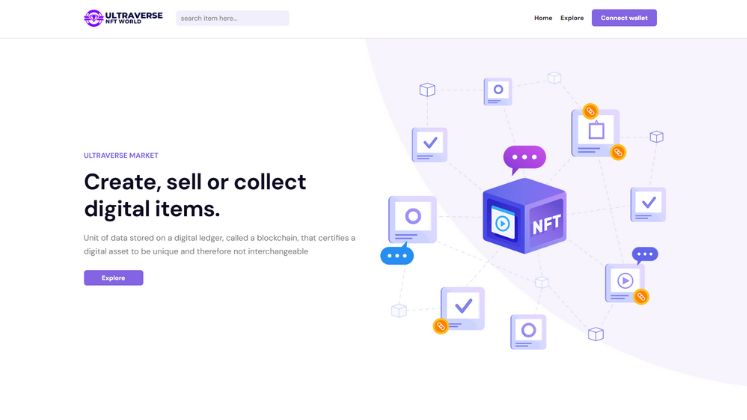 ULTRAVERSE
NFT WORLD
search item here...
Home
Explore
Connect wallet
ULTRAVERSE MARKET
Create, sell or collect
digital items.
Unit of data stored on a digital ledger, called a blockchain, that certifies a
digital asset to be unique and therefore not interchangeable
Explore
NFT